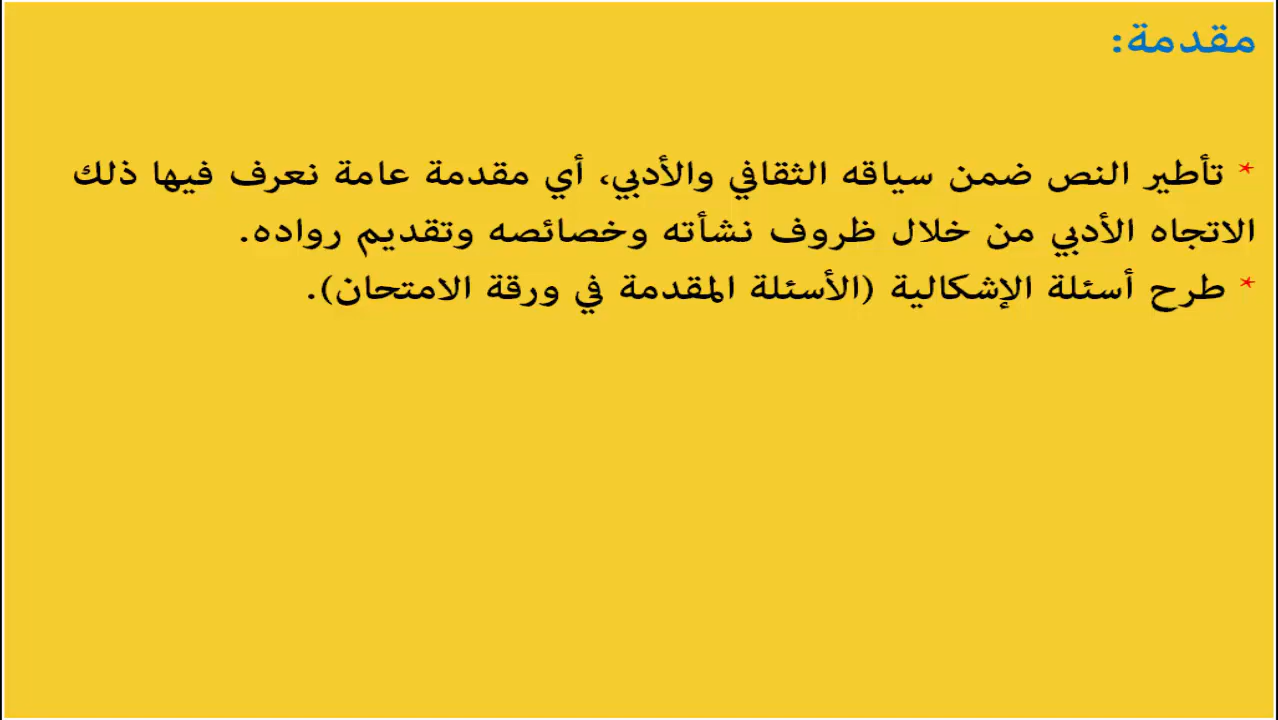 مقدمة:
* تأطير النص ضمن سياقه الثقافي والأدبي، أي مقدمة عامة نعرف فيها ذلك
الاتجاه الأدبي من خلال ظروف نشأته وخصائصه وتقديم رواده.
* طرح أسئلة الإشكالية (الأسئلة المقدمة في ورقة الامتحان).